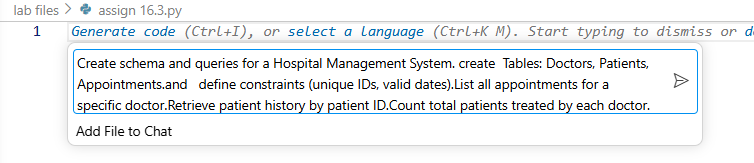 lab files > assign 16.3.py
1 Generate code (Ctrl+I), or select a language (Ctrl+K M). Start typing to dismiss or d
Create schema and queries for a Hospital Management System. create  Tables: Doctors, Patients,
Appointments.and   define constraints (unique IDs, valid dates).List all appointments for a
specific doctor.Retrieve patient history by patient ID.Count total patients treated by each doctor.
Add File to Chat